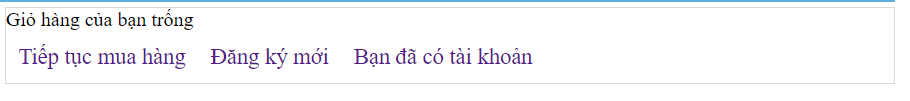 Giỏ hàng của bạn trống
Tiếp tục mua hàng Đăng ký mới Bạn đã có tài khoản